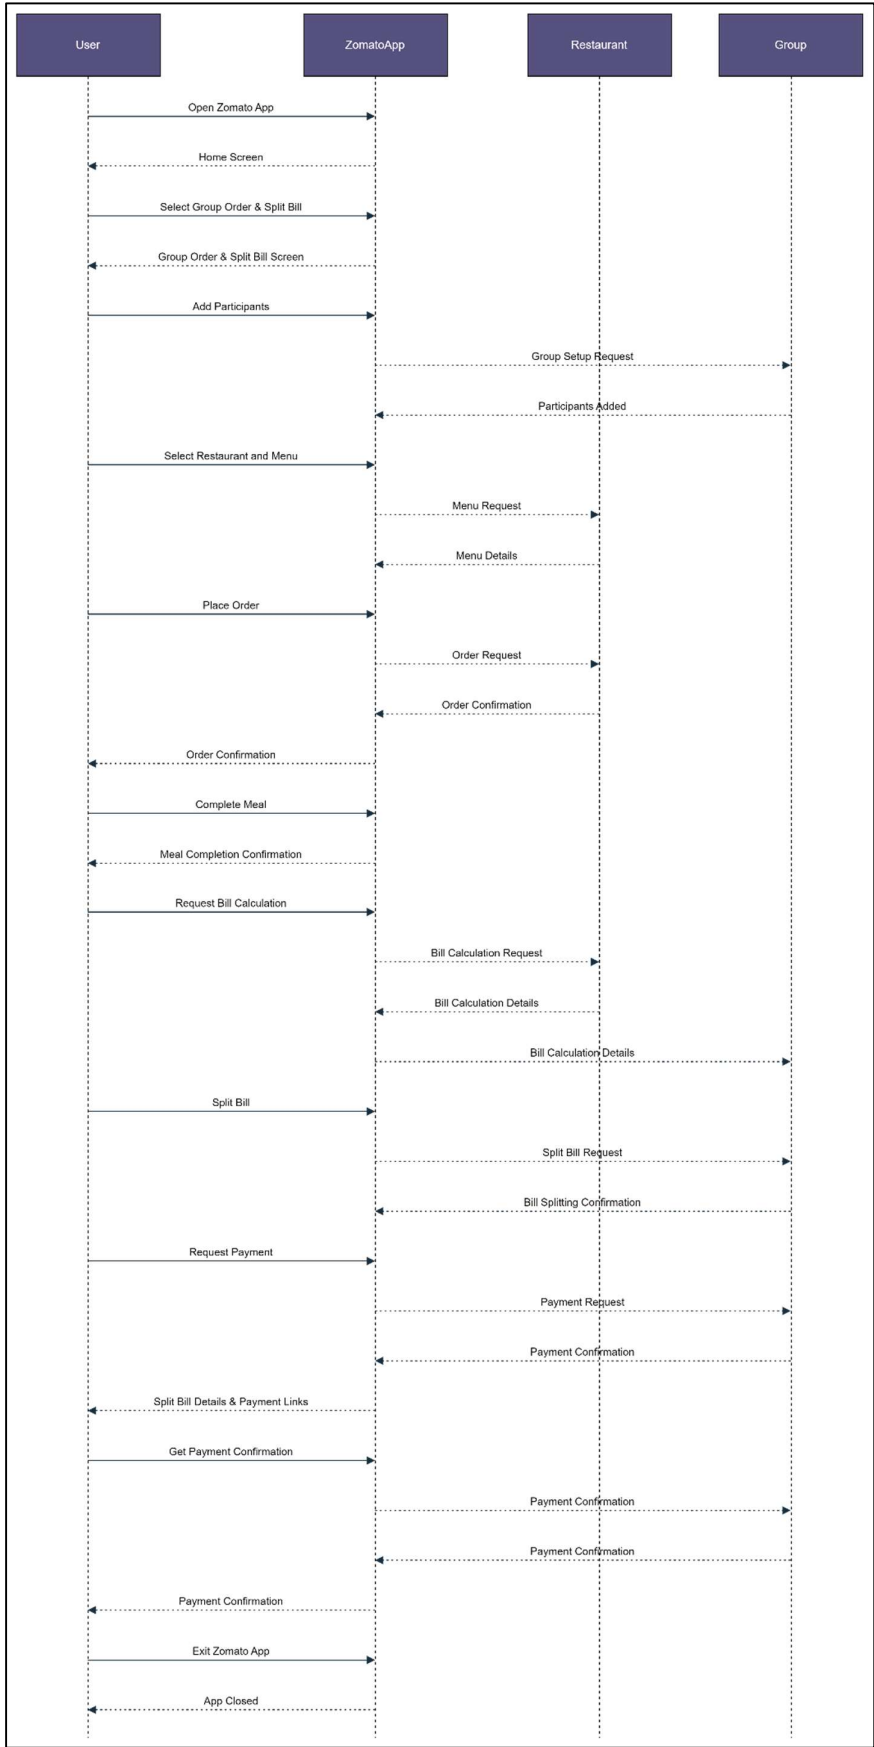 User
ZomatoApp
Restaurant
Group
Open Zomato App
Home Screen
Select Group Order & Split Bill
Group Order & Split Bill Screen
Add Participants
Group Setup Request
Participants Added
Select Restaurant and Menu
Menu Request
Menu Details
Place Order
Order Request
Order Confirmation
Order Confirmation
Complete Meal
Meal Completion Confirmation
Request Bill Calculation
Bill Calculation Request
Bill Calculation Details
Bill Calculation Details
Split Bill
Split Bill Request
Bill Splitting Confirmation
Request Payment
Payment Request
Payment Confirmation
Split Bill Details & Payment Links
Get Payment Confirmation
Payment Confirmation
Payment Confirmation
Payment Confirmation
Exit Zomato App
App Closed